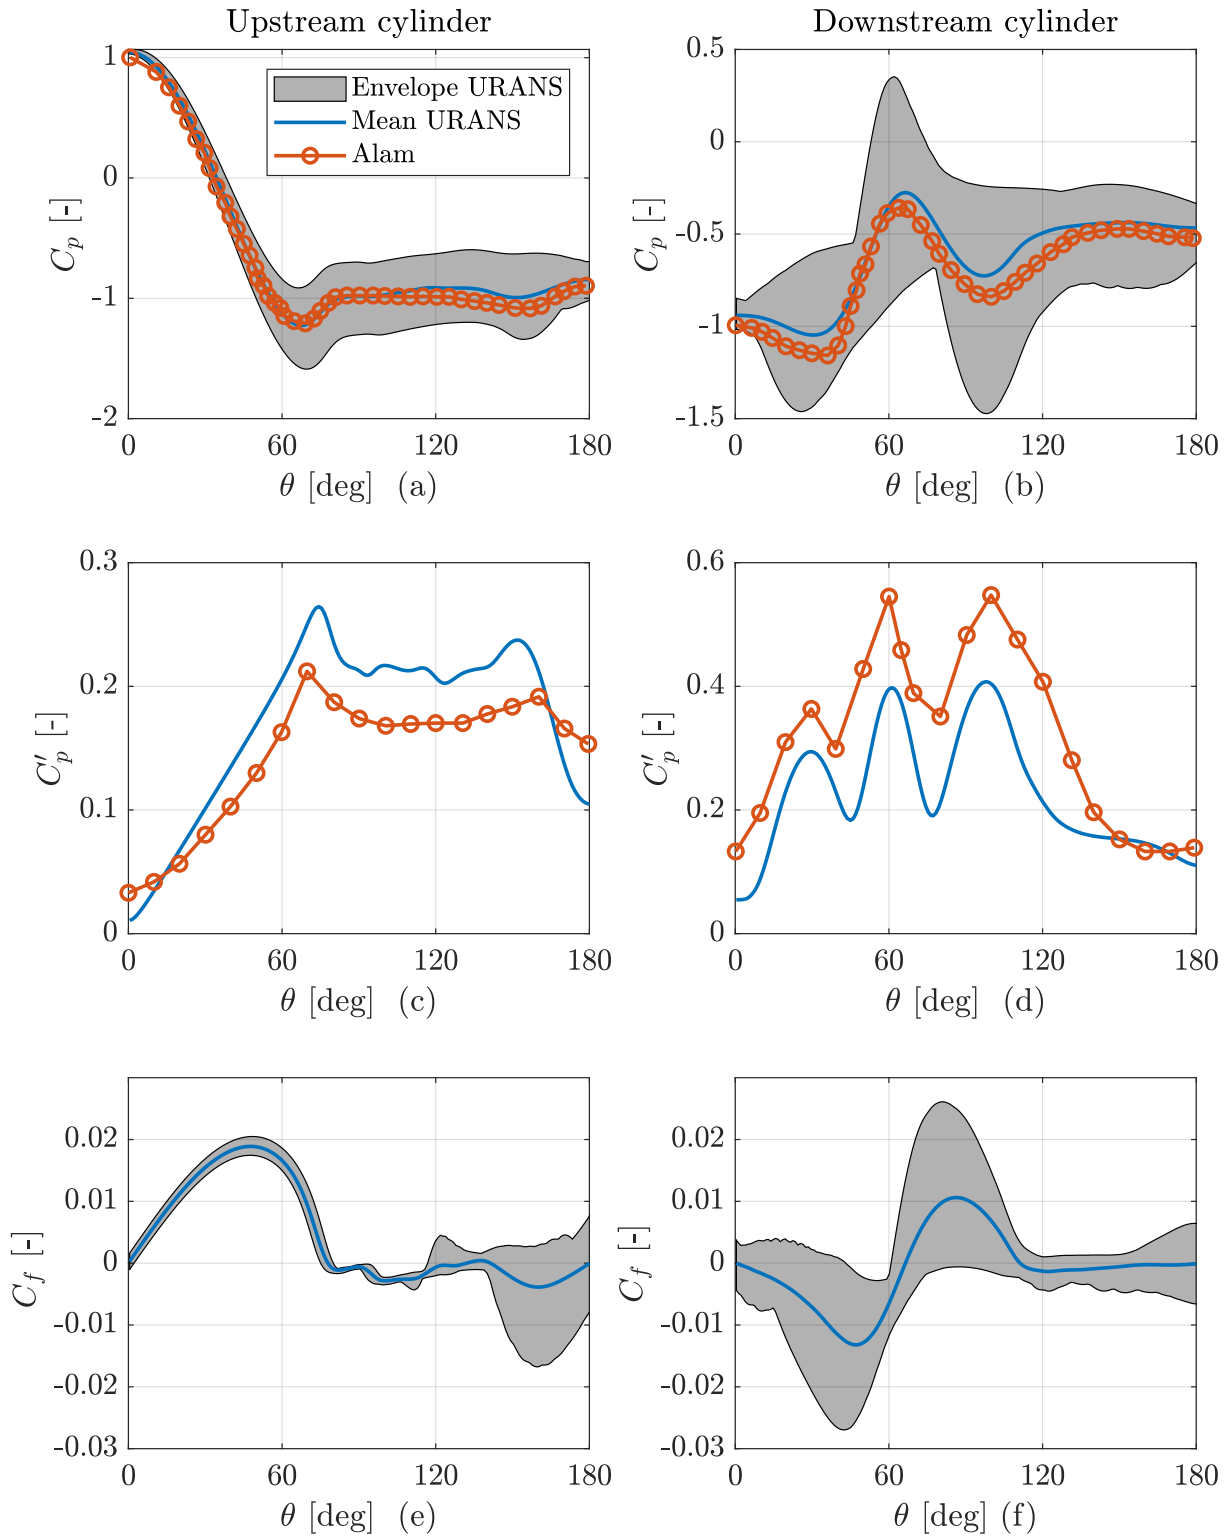 Upstream cylinder
Downstream cylinder
1
0
-1
-2
C_p [-]
0 60 120 180
θ [deg] (a)
Envelope URANS
Mean URANS
Alam
0.5
0
-0.5
-1
-1.5
C_p [-]
0 60 120 180
θ [deg] (b)
0.3
0.2
0.1
0
C'_p [-]
0 60 120 180
θ [deg] (c)
0.6
0.4
0.2
0
C'_p [-]
0 60 120 180
θ [deg] (d)
0.02
0.01
0
-0.01
-0.02
-0.03
C_f [-]
0 60 120 180
θ [deg] (e)
0.02
0.01
0
-0.01
-0.02
-0.03
C_f [-]
0 60 120 180
θ [deg] (f)